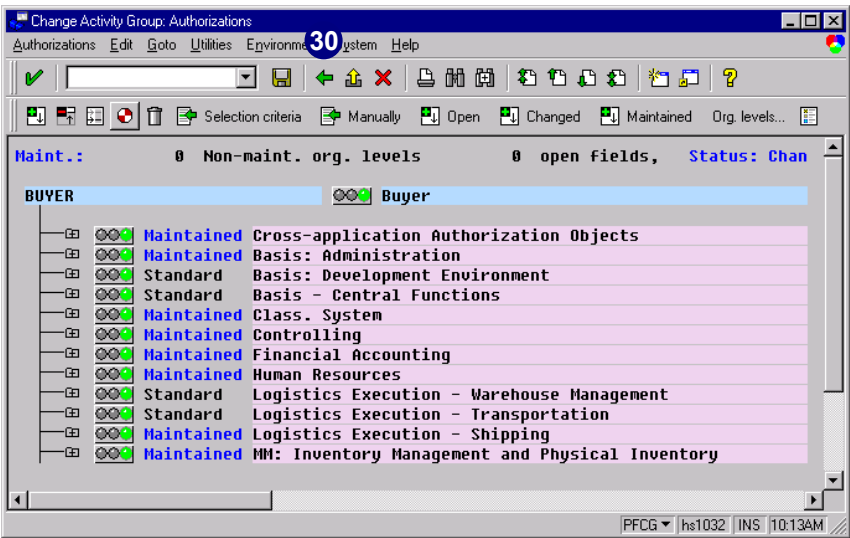 Change Activity Group: Authorizations
Authorizations Edit Goto Utilities Environme 30 ystem Help
Selection criteria Manually Open Changed Maintained Org. levels...
Maint.: 0 Non-maint. org. levels 0 open fields, Status: Chan
BUYER Buyer
Maintained Cross-application Authorization Objects
Maintained Basis: Administration
Standard Basis: Development Environment
Standard Basis - Central Functions
Maintained Class. System
Maintained Controlling
Maintained Financial Accounting
Maintained Human Resources
Standard Logistics Execution - Warehouse Management
Standard Logistics Execution - Transportation
Maintained Logistics Execution - Shipping
Maintained MM: Inventory Management and Physical Inventory
PFCG hs1032 INS 10:13AM